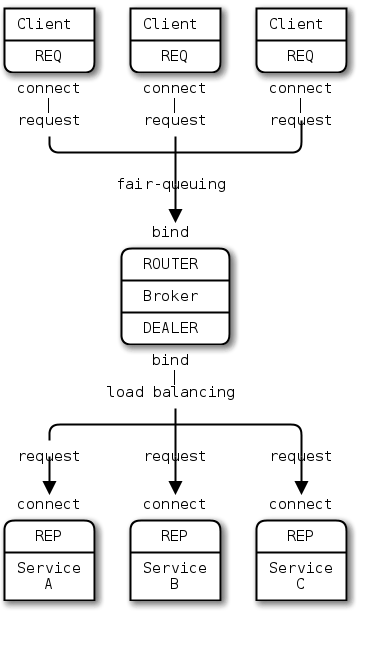 Client Client Client
REQ REQ REQ
connect connect connect
request request request
fair-queuing
bind
ROUTER
Broker
DEALER
bind
load balancing
request request request
connect connect connect
REP REP REP
Service Service Service
A B C